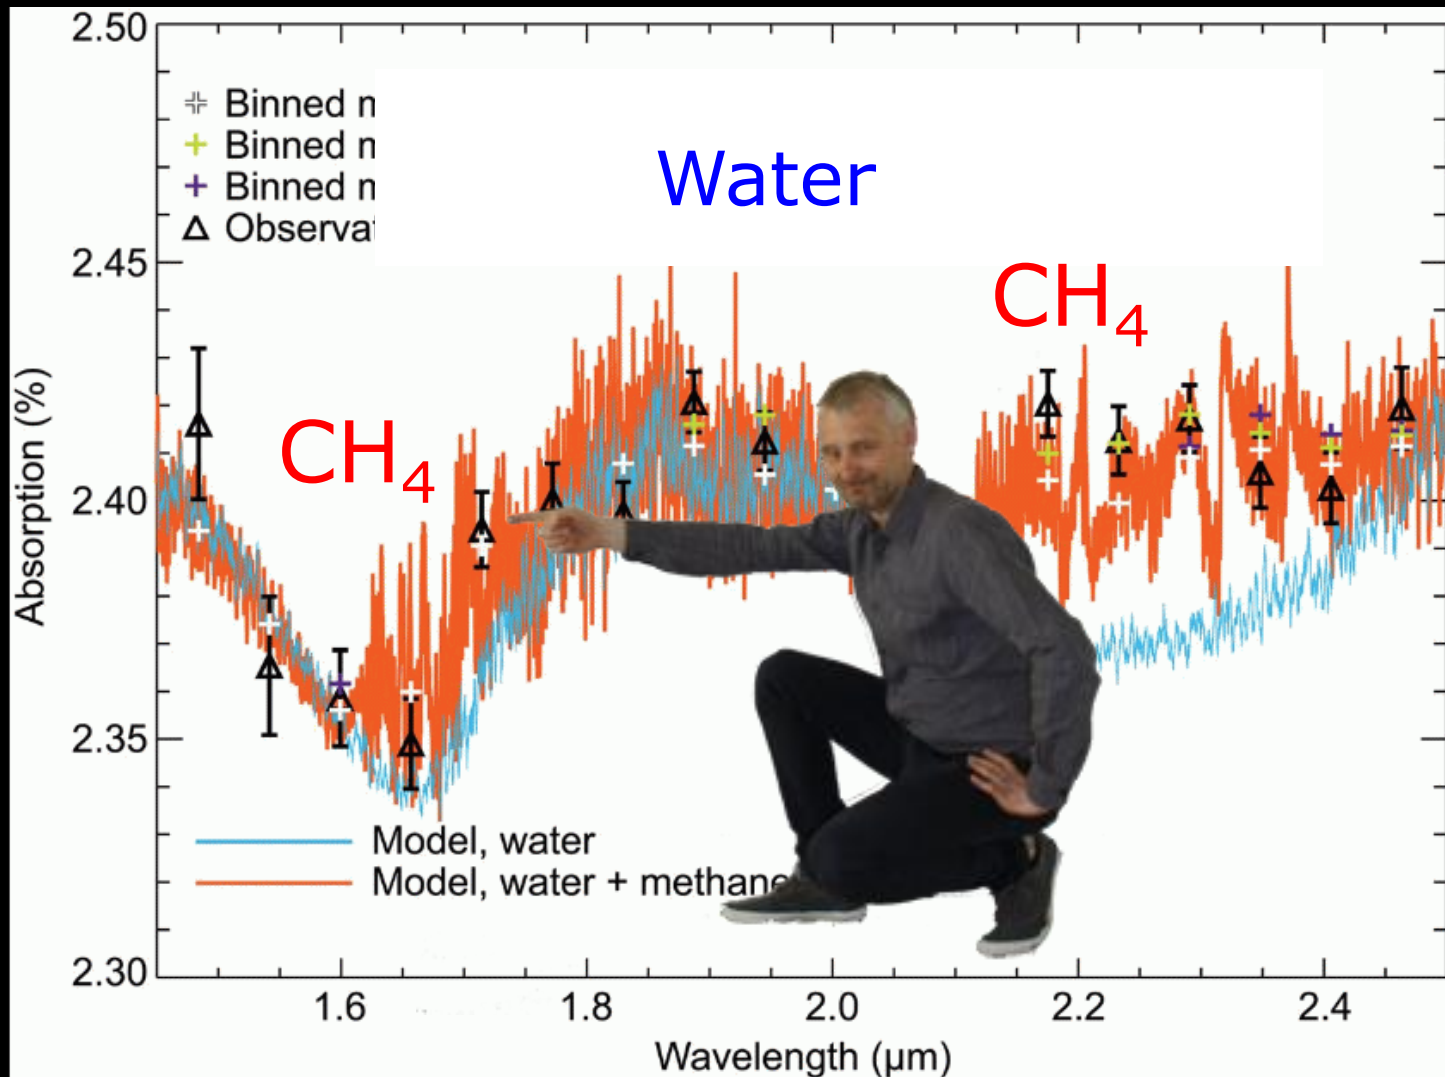 2.50
Binned m
Binned m
Binned m
Observat
Water
2.45
CH₄
CH₄
2.40
Absorption (%)
2.35
Model, water
Model, water + methane
2.30
1.6 1.8 2.0 2.2 2.4
Wavelength (μm)